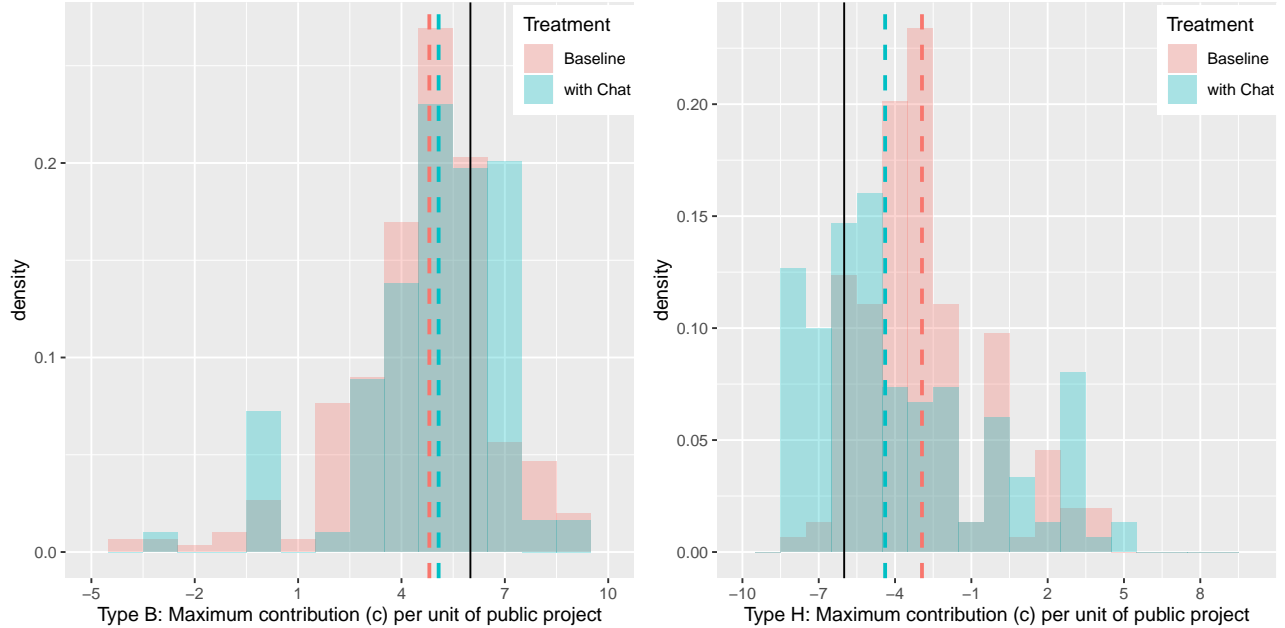 Treatment
Baseline
with Chat
0.2
0.1
0.0
density
−5
−2
1
4
7
10
Type B: Maximum contribution (c) per unit of public project
Treatment
Baseline
with Chat
0.20
0.15
0.10
0.05
0.00
density
−10
−7
−4
−1
2
5
8
Type H: Maximum contribution (c) per unit of public project